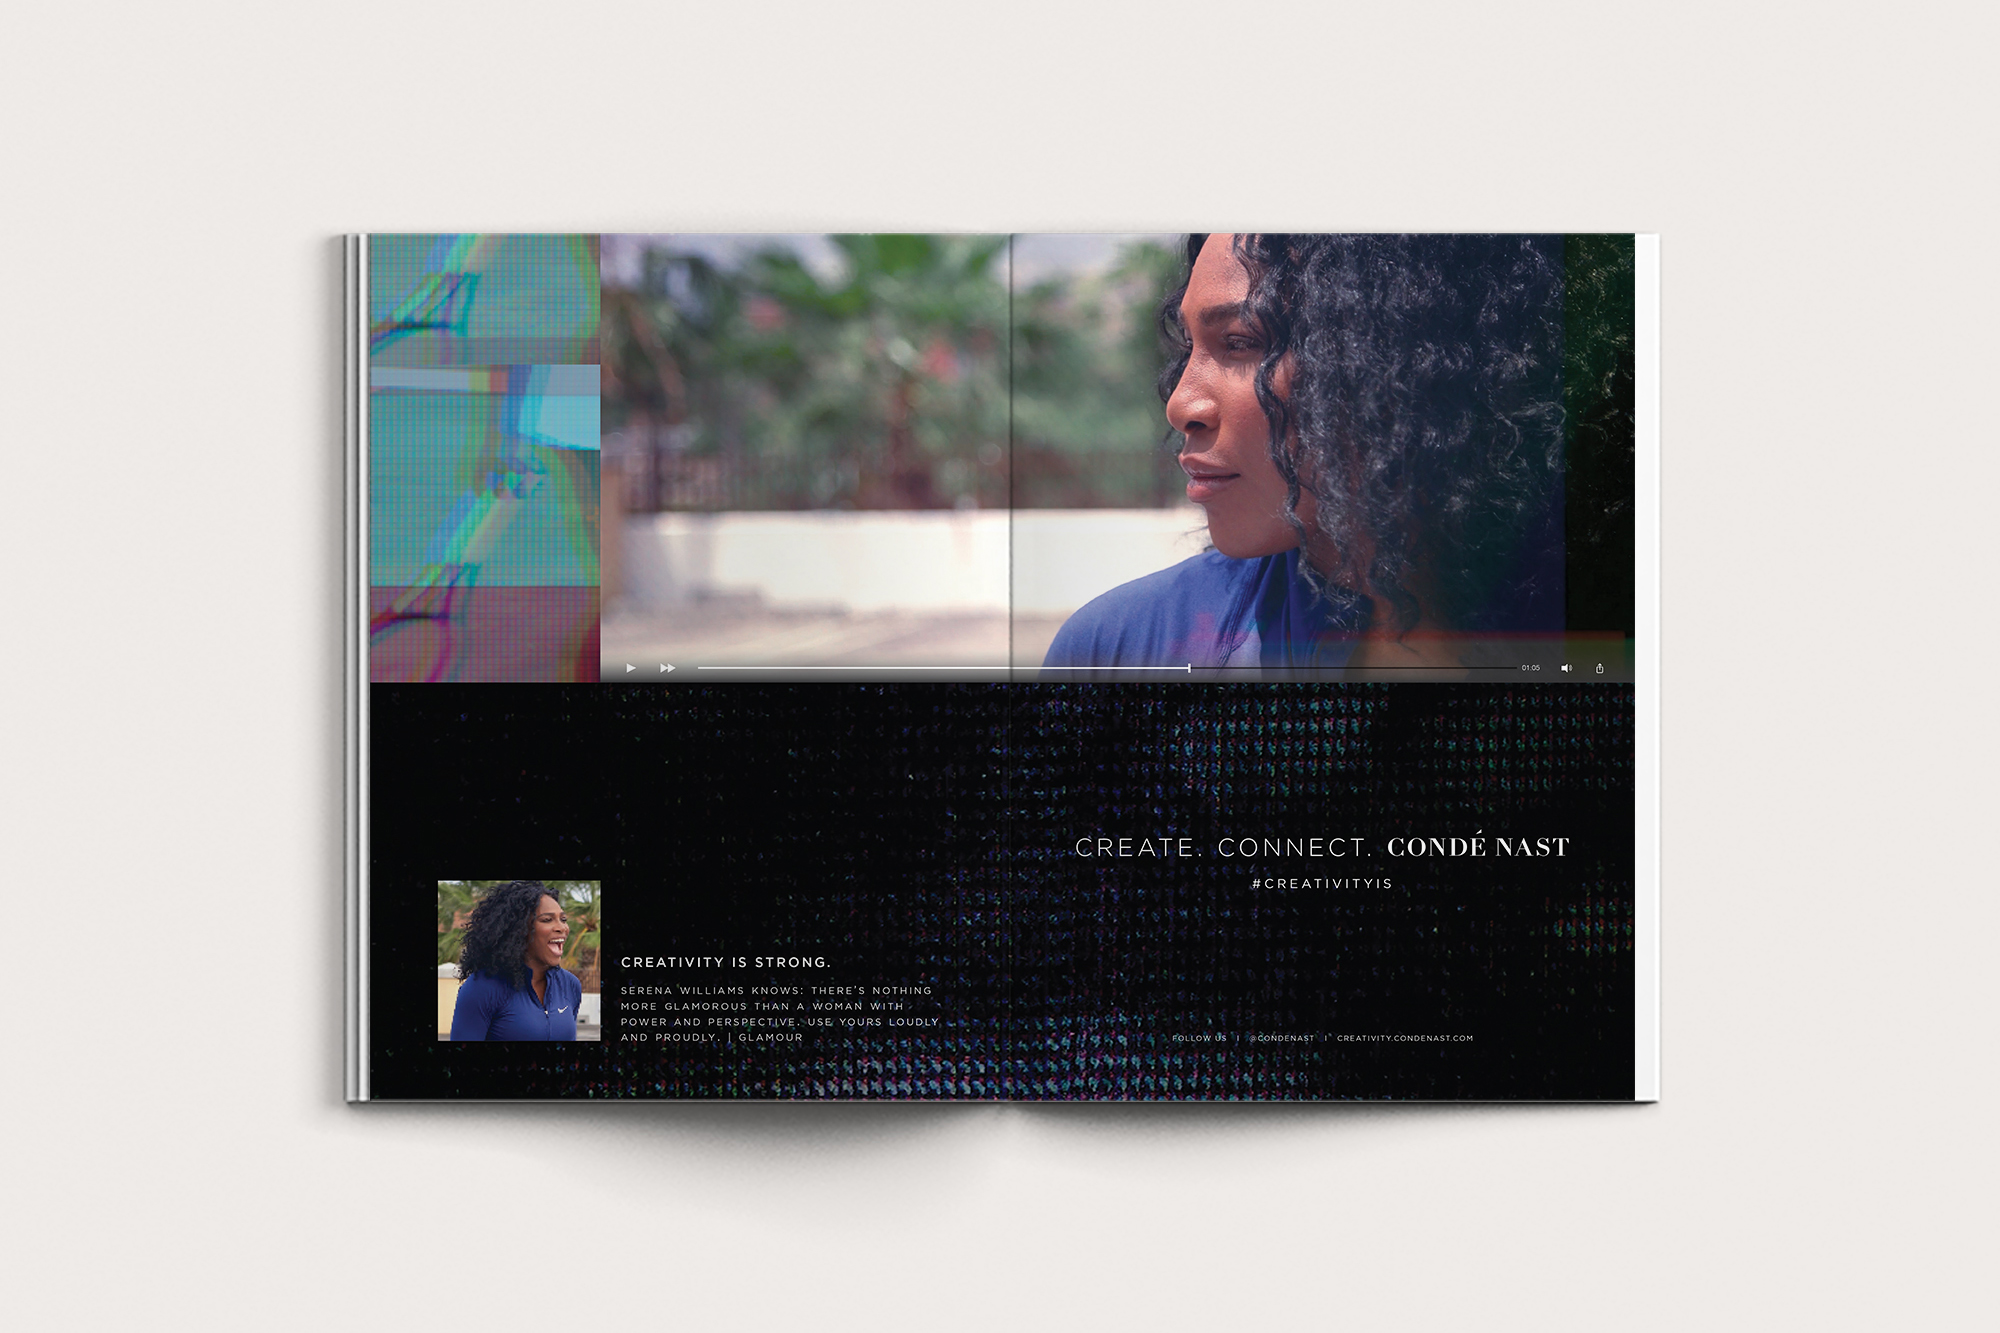 01:05
CREATE. CONNECT. CONDÉ NAST
#CREATIVITYIS
CREATIVITY IS STRONG.
SERENA WILLIAMS KNOWS: THERE'S NOTHING
MORE GLAMOROUS THAN A WOMAN WITH
POWER AND PERSPECTIVE. USE YOURS LOUDLY
AND PROUDLY. | GLAMOUR
FOLLOW US | @CONDENAST | CREATIVITY.CONDENAST.COM